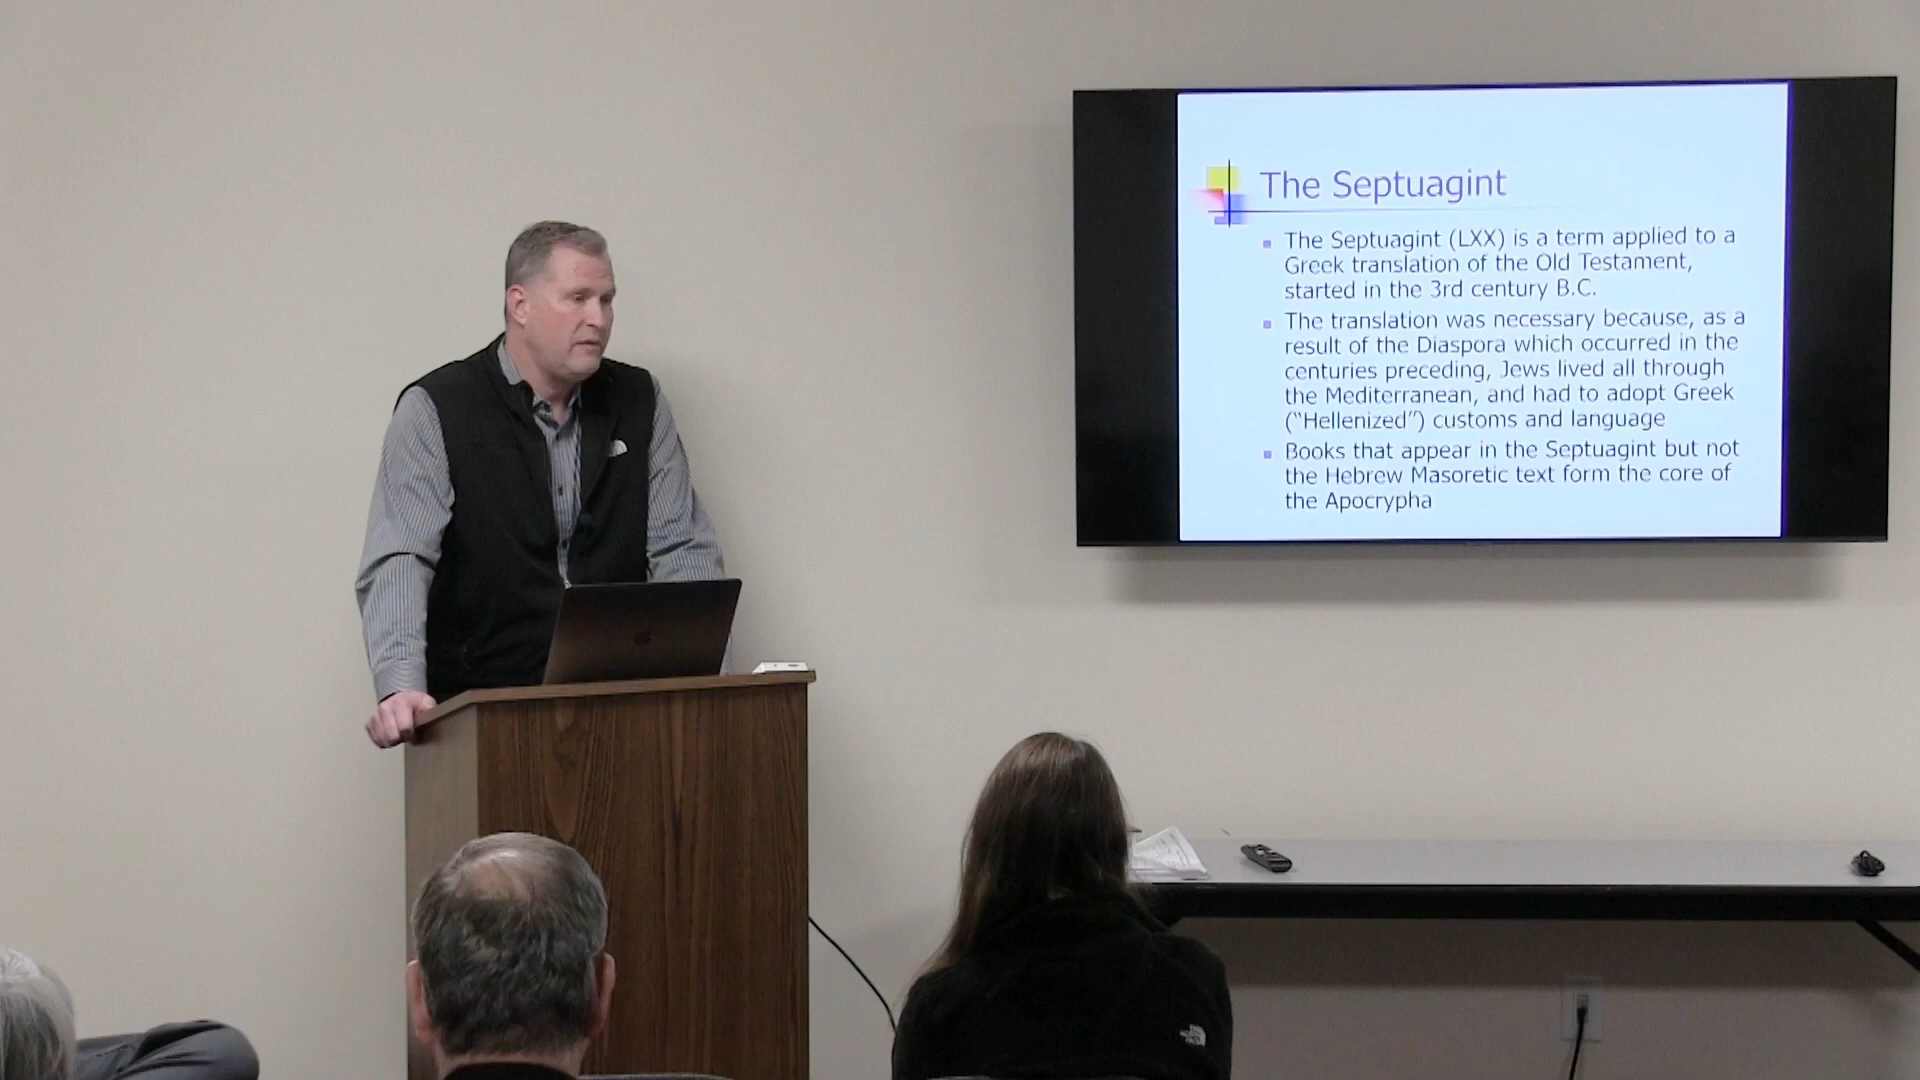 The Septuagint
The Septuagint (LXX) is a term applied to a
Greek translation of the Old Testament,
started in the 3rd century B.C.
The translation was necessary because, as a
result of the Diaspora which occurred in the
centuries preceding, Jews lived all through
the Mediterranean, and had to adopt Greek
(“Hellenized”) customs and language
Books that appear in the Septuagint but not
the Hebrew Masoretic text form the core of
the Apocrypha